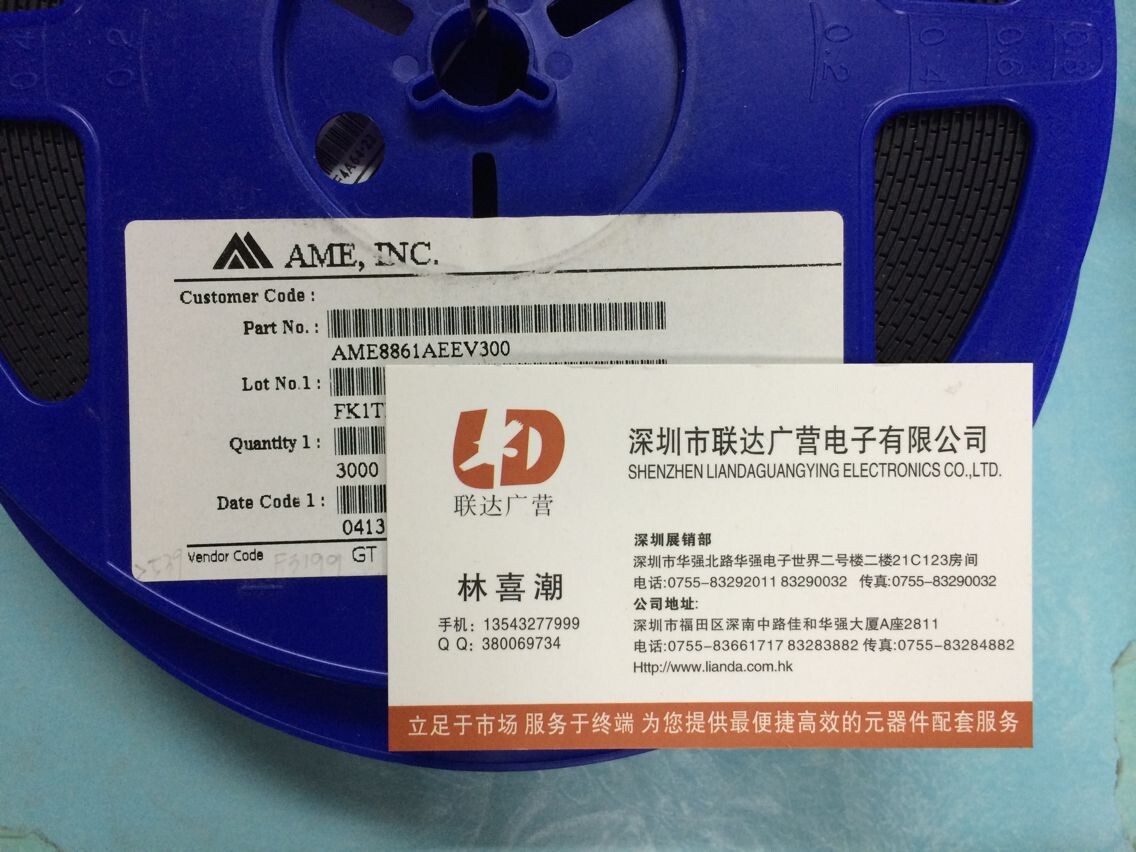 0.4
0.2
0.2
0.4
0.6
0.8
AME, INC.
Customer Code :
Part No. :
AME8861AEEV300
Lot No.1 :
FK1T
Quantity 1 :
3000
Date Code 1 :
0413
Vendor Code GT
联达广营
深圳市联达广营电子有限公司
SHENZHEN LIANDAGUANGYING ELECTRONICS CO.,LTD.
林喜潮
手机：13543277999
Q Q：380069734
深圳展销部
深圳市华强北路华强电子世界二号楼二楼21C123房间
电话:0755-83292011 83290032 传真:0755-83290032
公司地址:
深圳市福田区深南中路佳和华强大厦A座2811
电话:0755-83661717 83283882 传真:0755-83284882
Http://www.lianda.com.hk
立足于市场 服务于终端 为您提供最便捷高效的元器件配套服务